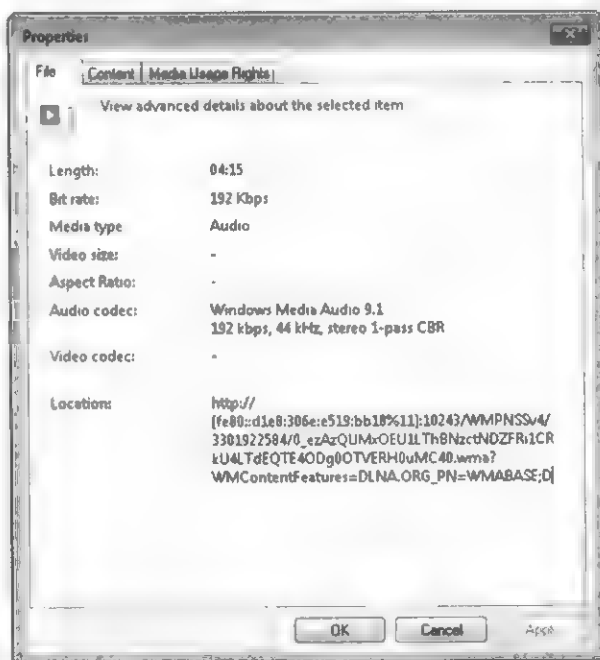 Properties
File Content Media Usage Rights
View advanced details about the selected item
Length: 04:15
Bit rate: 192 Kbps
Media type Audio
Video size: -
Aspect Ratio: -
Audio codec: Windows Media Audio 9.1
192 kbps, 44 kHz, stereo 1-pass CBR
Video codec: -
Location: http://
[fe80::d1e8:306e:e519:bb18%11]:10243/WMPNSSv4/
3301922584/0_ezAzQUMxOEU1LThBNzctNDZFRi1CR
kU4LTdEQTE4ODg0OTVERH0uMC40.wma?
WMContentFeatures=DLNA.ORG_PN=WMABASE;D
OK Cancel Apply